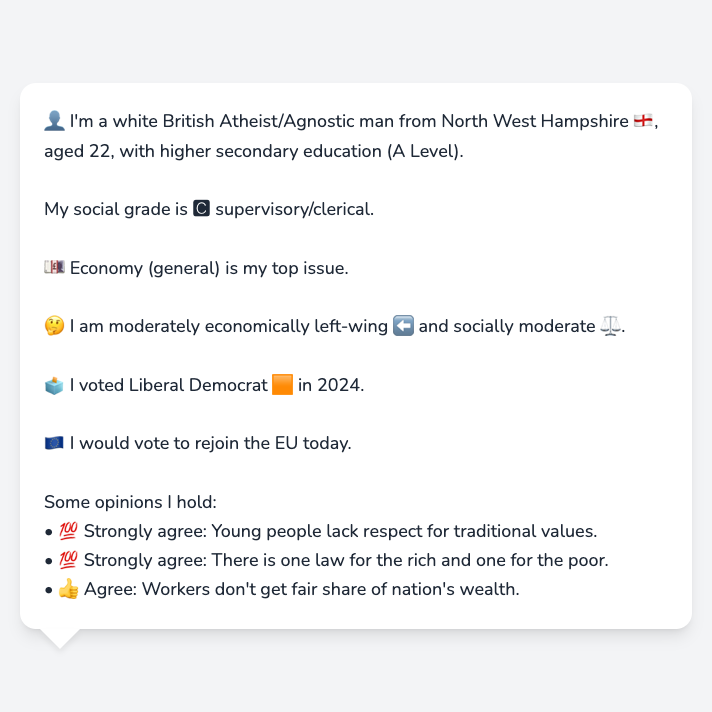 👤 I'm a white British Atheist/Agnostic man from North West Hampshire 🏴󠁧󠁢󠁥󠁮󠁧󠁿,
aged 22, with higher secondary education (A Level).
My social grade is 🅲 supervisory/clerical.
💷 Economy (general) is my top issue.
🤔 I am moderately economically left-wing ⬅️ and socially moderate ⚖️.
🗳️ I voted Liberal Democrat 🟧 in 2024.
🇪🇺 I would vote to rejoin the EU today.
Some opinions I hold:
• 💯 Strongly agree: Young people lack respect for traditional values.
• 💯 Strongly agree: There is one law for the rich and one for the poor.
• 👍 Agree: Workers don't get fair share of nation's wealth.